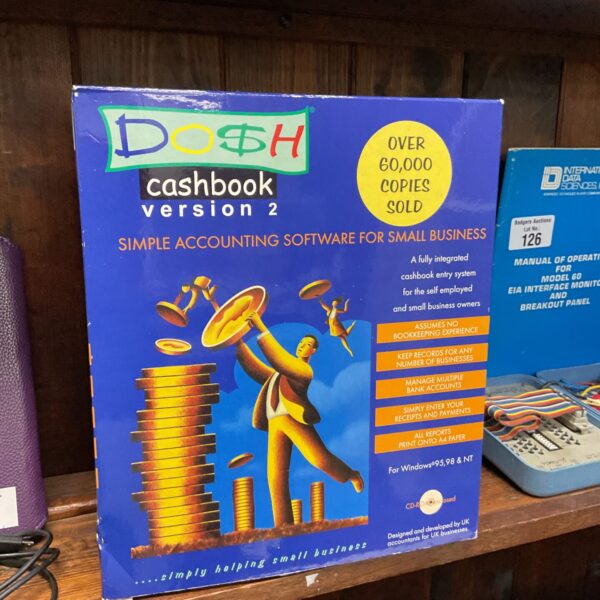 DO$H
cashbook
version 2
OVER
60,000
COPIES
SOLD
SIMPLE ACCOUNTING SOFTWARE FOR SMALL BUSINESS
A fully integrated
cashbook entry system
for the self employed
and small business owners
ASSUMES NO
BOOKKEEPING EXPERIENCE
KEEP RECORDS FOR ANY
NUMBER OF BUSINESSES
MANAGE MULTIPLE
BANK ACCOUNTS
SIMPLY ENTER YOUR
RECEIPTS AND PAYMENTS
ALL REPORTS
PRINT ONTO A4 PAPER
For Windows®95,98 & NT
Designed and developed by UK
accountants for UK businesses.
....simply helping small business
DATA
Badgers Auctions
Lot No.:
126
MANUAL OF
FOR
MODEL 60
EIA INTERFACE
AND
BREAKOUT PANEL